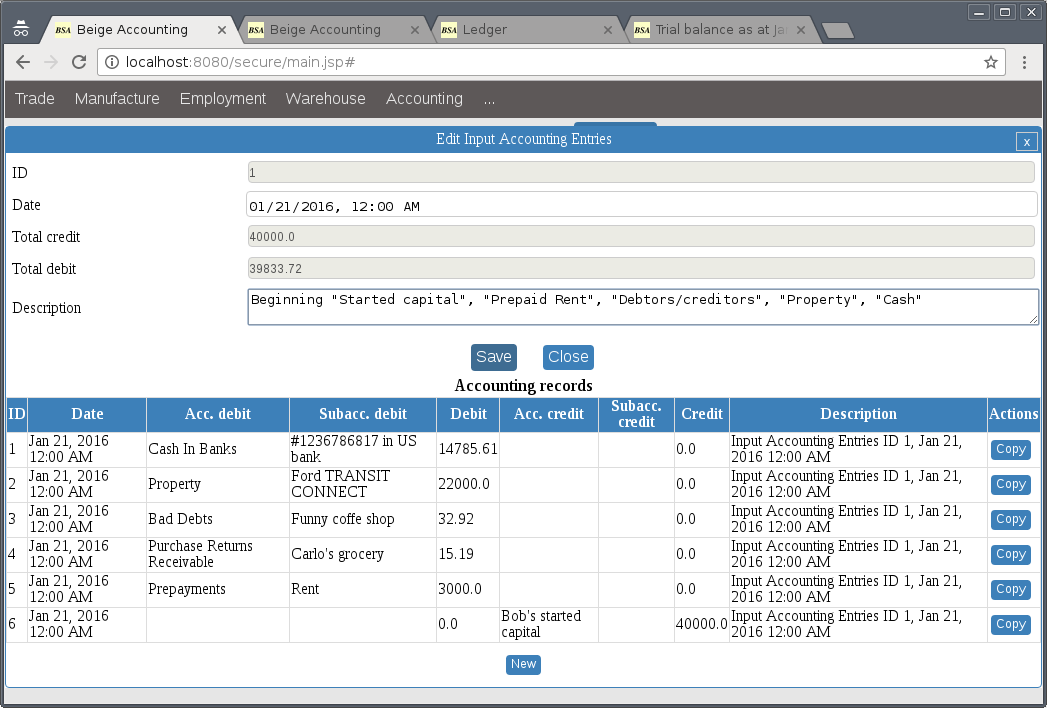 BSA Beige Accounting
BSA Beige Accounting
BSA Ledger
BSA Trial balance as at Ja
localhost:8080/secure/main.jsp#
Trade Manufacture Employment Warehouse Accounting ...
Edit Input Accounting Entries
x
ID 1
Date 01/21/2016, 12:00 AM
Total credit 40000.0
Total debit 39833.72
Description Beginning "Started capital", "Prepaid Rent", "Debtors/creditors", "Property", "Cash"
Save Close
Accounting records
ID Date Acc. debit Subacc. debit Debit Acc. credit Subacc. credit Credit Description Actions
1 Jan 21, 2016 12:00 AM Cash In Banks #1236786817 in US bank 14785.61 0.0 Input Accounting Entries ID 1, Jan 21, 2016 12:00 AM Copy
2 Jan 21, 2016 12:00 AM Property Ford TRANSIT CONNECT 22000.0 0.0 Input Accounting Entries ID 1, Jan 21, 2016 12:00 AM Copy
3 Jan 21, 2016 12:00 AM Bad Debts Funny coffe shop 32.92 0.0 Input Accounting Entries ID 1, Jan 21, 2016 12:00 AM Copy
4 Jan 21, 2016 12:00 AM Purchase Returns Receivable Carlo's grocery 15.19 0.0 Input Accounting Entries ID 1, Jan 21, 2016 12:00 AM Copy
5 Jan 21, 2016 12:00 AM Prepayments Rent 3000.0 0.0 Input Accounting Entries ID 1, Jan 21, 2016 12:00 AM Copy
6 Jan 21, 2016 12:00 AM 0.0 Bob's started capital 40000.0 Input Accounting Entries ID 1, Jan 21, 2016 12:00 AM Copy
New